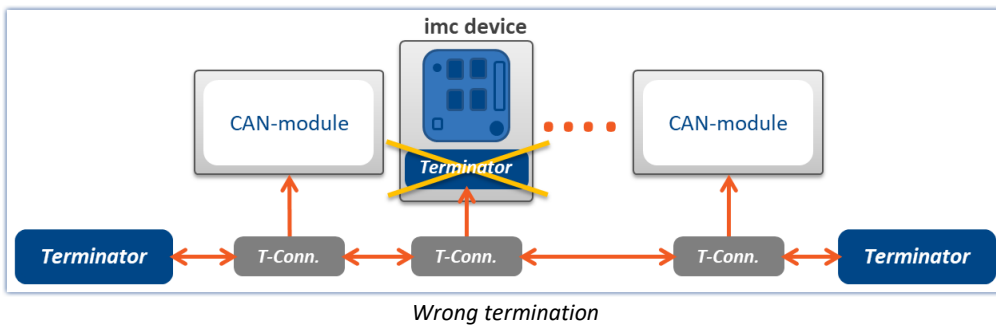 imc device
CAN-module
CAN-module
Terminator
Terminator
T-Conn.
T-Conn.
T-Conn.
Terminator
Wrong termination